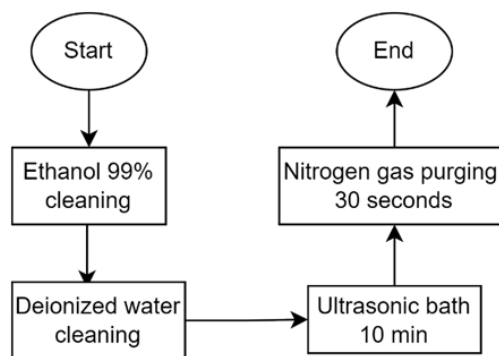 Start
Ethanol 99%
cleaning
Deionized water
cleaning
Ultrasonic bath
10 min
Nitrogen gas purging
30 seconds
End